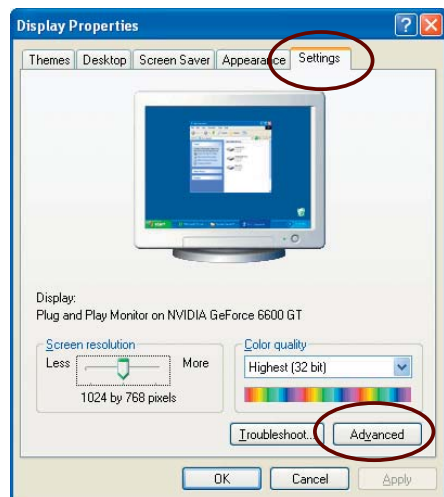 Display Properties
Themes Desktop Screen Saver Appearance Settings
Display:
Plug and Play Monitor on NVIDIA GeForce 6600 GT
Screen resolution
Less More
1024 by 768 pixels
Color quality
Highest (32 bit)
Troubleshoot... Advanced
OK Cancel Apply